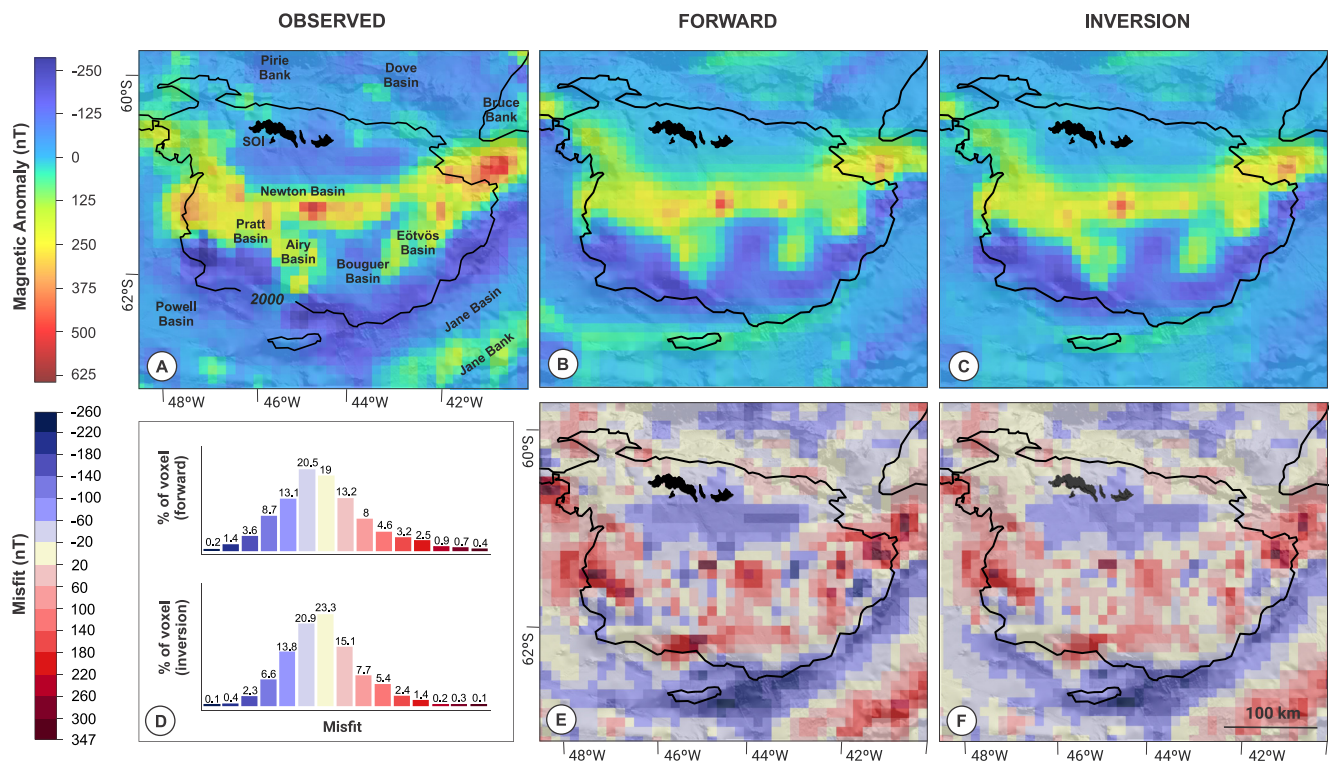 OBSERVED
FORWARD
INVERSION
Magnetic Anomaly (nT)
-250
-125
0
125
250
375
500
625
60°S
62°S
Pirie
Bank
Dove
Basin
Bruce
Bank
SOI
Newton Basin
Pratt
Basin
Airy
Basin
Eötvös
Basin
Bouguer
Basin
2000
Powell
Basin
Jane Basin
Jane Bank
A
B
C
48°W
46°W
44°W
42°W
Misfit (nT)
-260
-220
-180
-140
-100
-60
-20
20
60
100
140
180
220
260
300
347
% of voxel
(forward)
0.2
1.4
3.6
8.7
13.1
20.5
19
13.2
8
4.6
3.2
2.5
0.9
0.7
0.4
% of voxel
(inversion)
0.1
0.4
2.3
6.6
13.8
20.9
23.3
15.1
7.7
5.4
2.4
1.4
0.2
0.3
0.1
D
Misfit
60°S
62°S
E
F
100 km
48°W
46°W
44°W
42°W
48°W
46°W
44°W
42°W